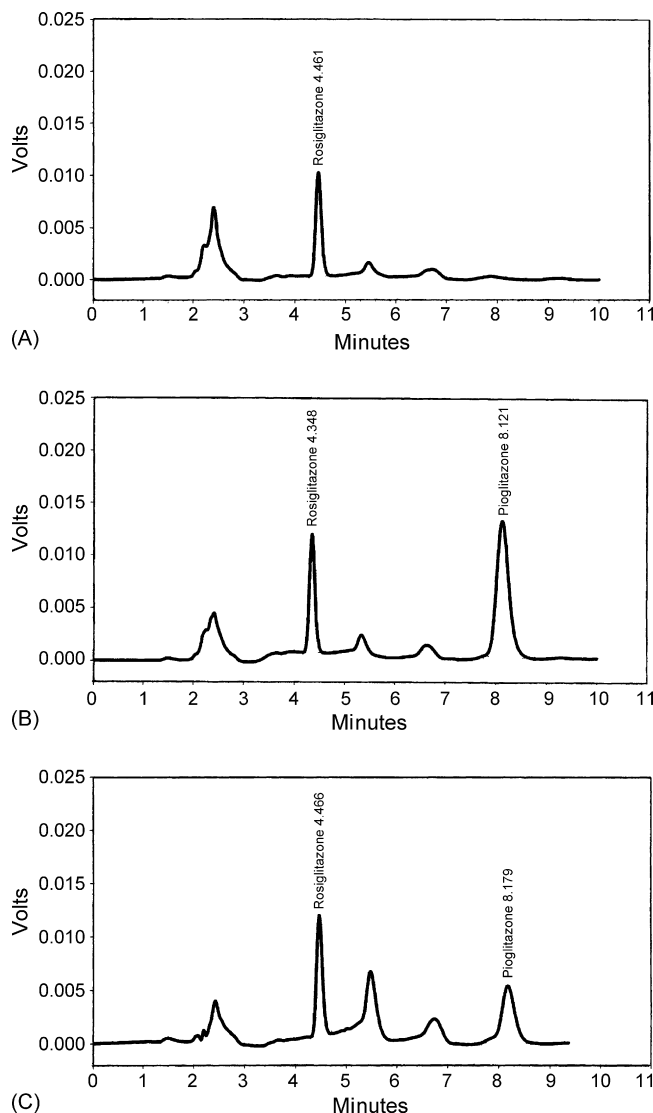 0.025
0.020
0.015
0.010
0.005
0.000
Volts
Rosiglitazone 4.461
0 1 2 3 4 5 6 7 8 9 10 11
Minutes
(A)
0.025
0.020
0.015
0.010
0.005
0.000
Volts
Rosiglitazone 4.348
Pioglitazone 8.121
0 1 2 3 4 5 6 7 8 9 10 11
Minutes
(B)
0.025
0.020
0.015
0.010
0.005
0.000
Volts
Rosiglitazone 4.466
Pioglitazone 8.179
0 1 2 3 4 5 6 7 8 9 10 11
Minutes
(C)